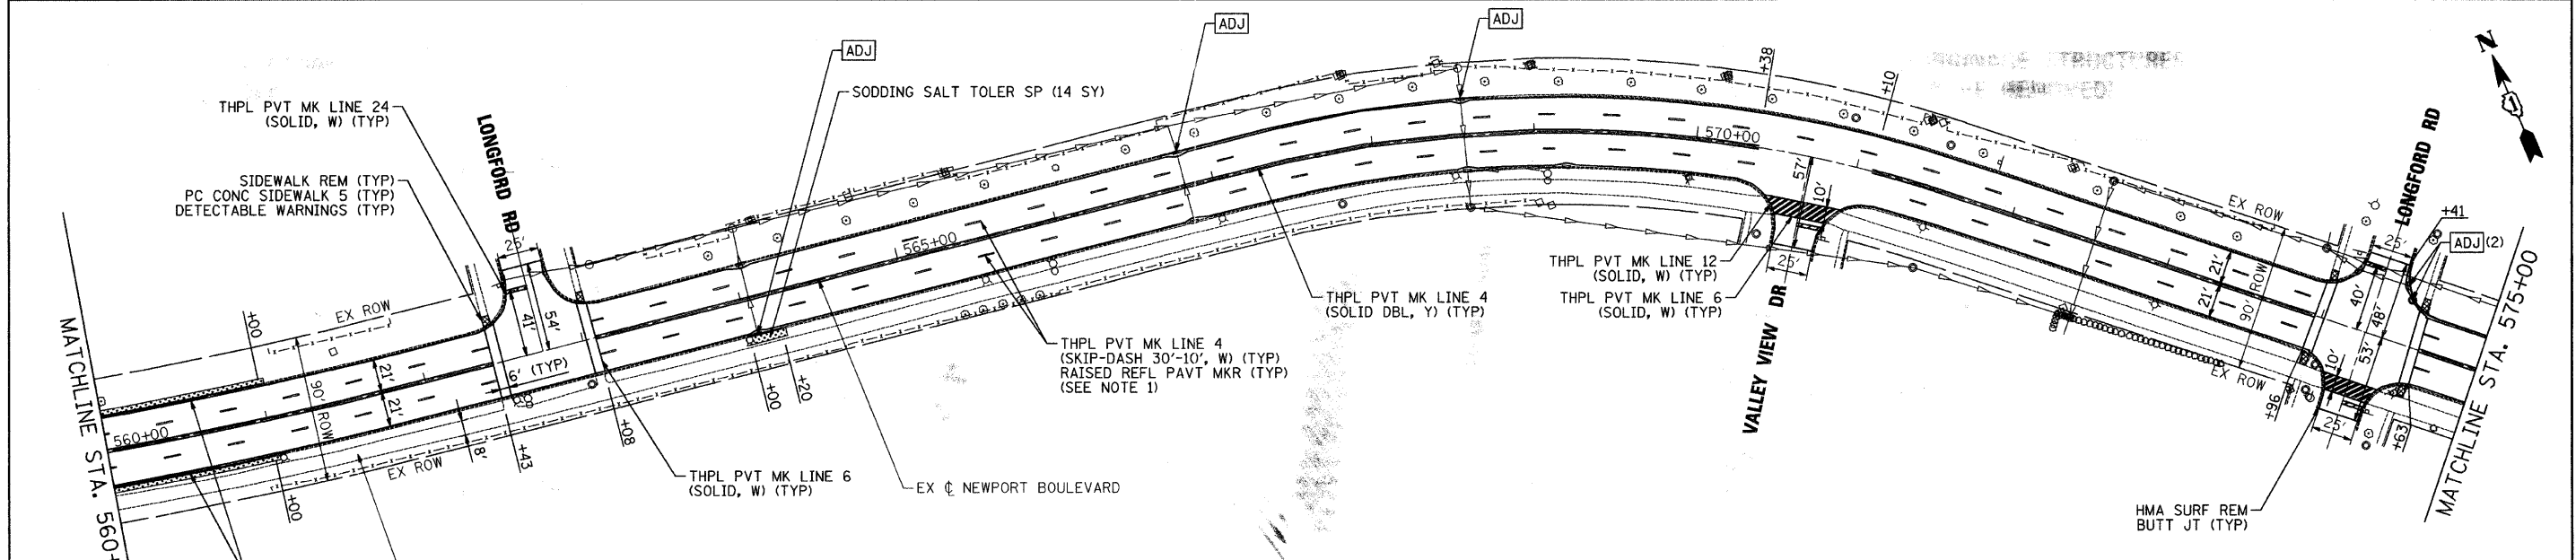 ADJ
ADJ
ADJ
SODDING SALT TOLER SP (14 SY)
THPL PVT MK LINE 24
(SOLID, W) (TYP)
SIDEWALK REM (TYP)
PC CONC SIDEWALK 5 (TYP)
DETECTABLE WARNINGS (TYP)
LONGFORD RD
25'
41'
54'
EX ROW
+00
MATCHLINE STA. 560+
560+00
21'
21'
90' ROW
6' (TYP)
8'
+43
+08
+00
EX ROW
565+00
+00
+20
THPL PVT MK LINE 6
(SOLID, W) (TYP)
EX ℄ NEWPORT BOULEVARD
THPL PVT MK LINE 4
(SKIP-DASH 30'-10', W) (TYP)
RAISED REFL PAVT MKR (TYP)
(SEE NOTE 1)
THPL PVT MK LINE 4
(SOLID DBL, Y) (TYP)
+38
+10
570+00
57'
10'
THPL PVT MK LINE 12
(SOLID, W) (TYP)
THPL PVT MK LINE 6
(SOLID, W) (TYP)
25'
VALLEY VIEW DR
N
LONGFORD RD
+41
ADJ (2)
25'
EX ROW
21'
21'
90' ROW
40'
48'
53'
10'
EX ROW
+96
25'
+63
MATCHLINE STA. 575+00
HMA SURF REM
BUTT JT (TYP)